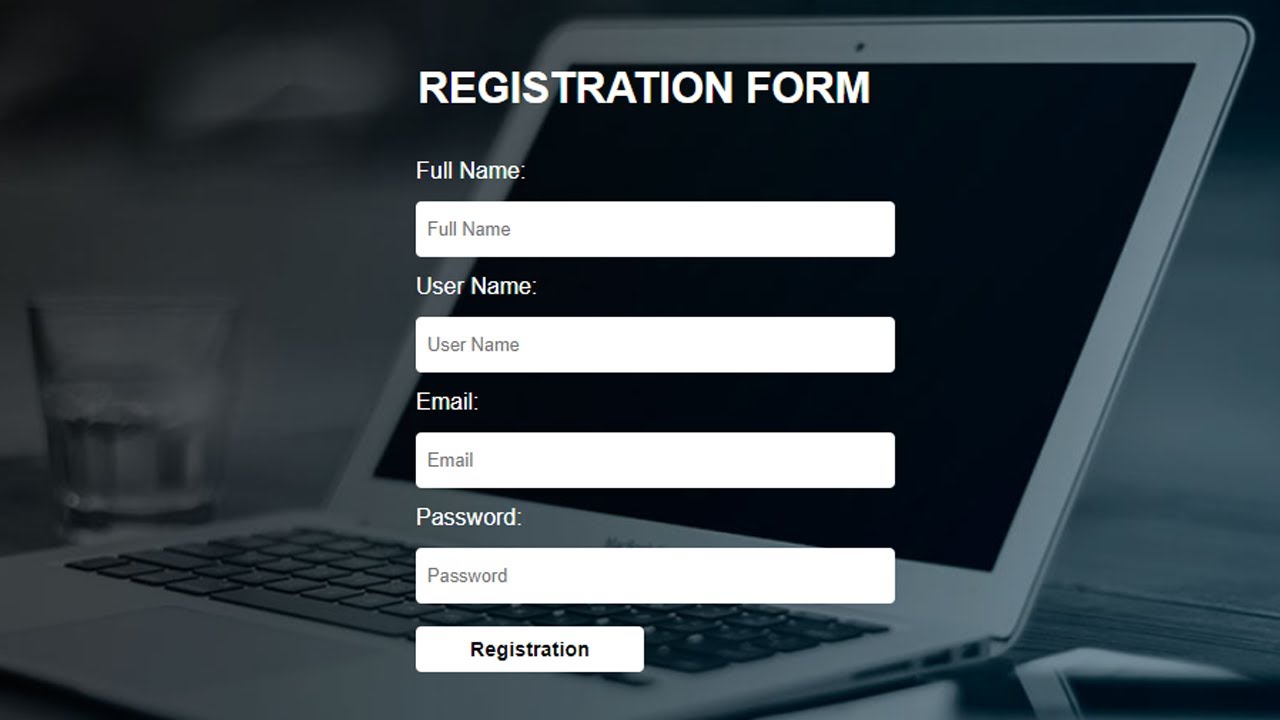 REGISTRATION FORM
Full Name:
Full Name
User Name:
User Name
Email:
Email
Password:
Password
Registration